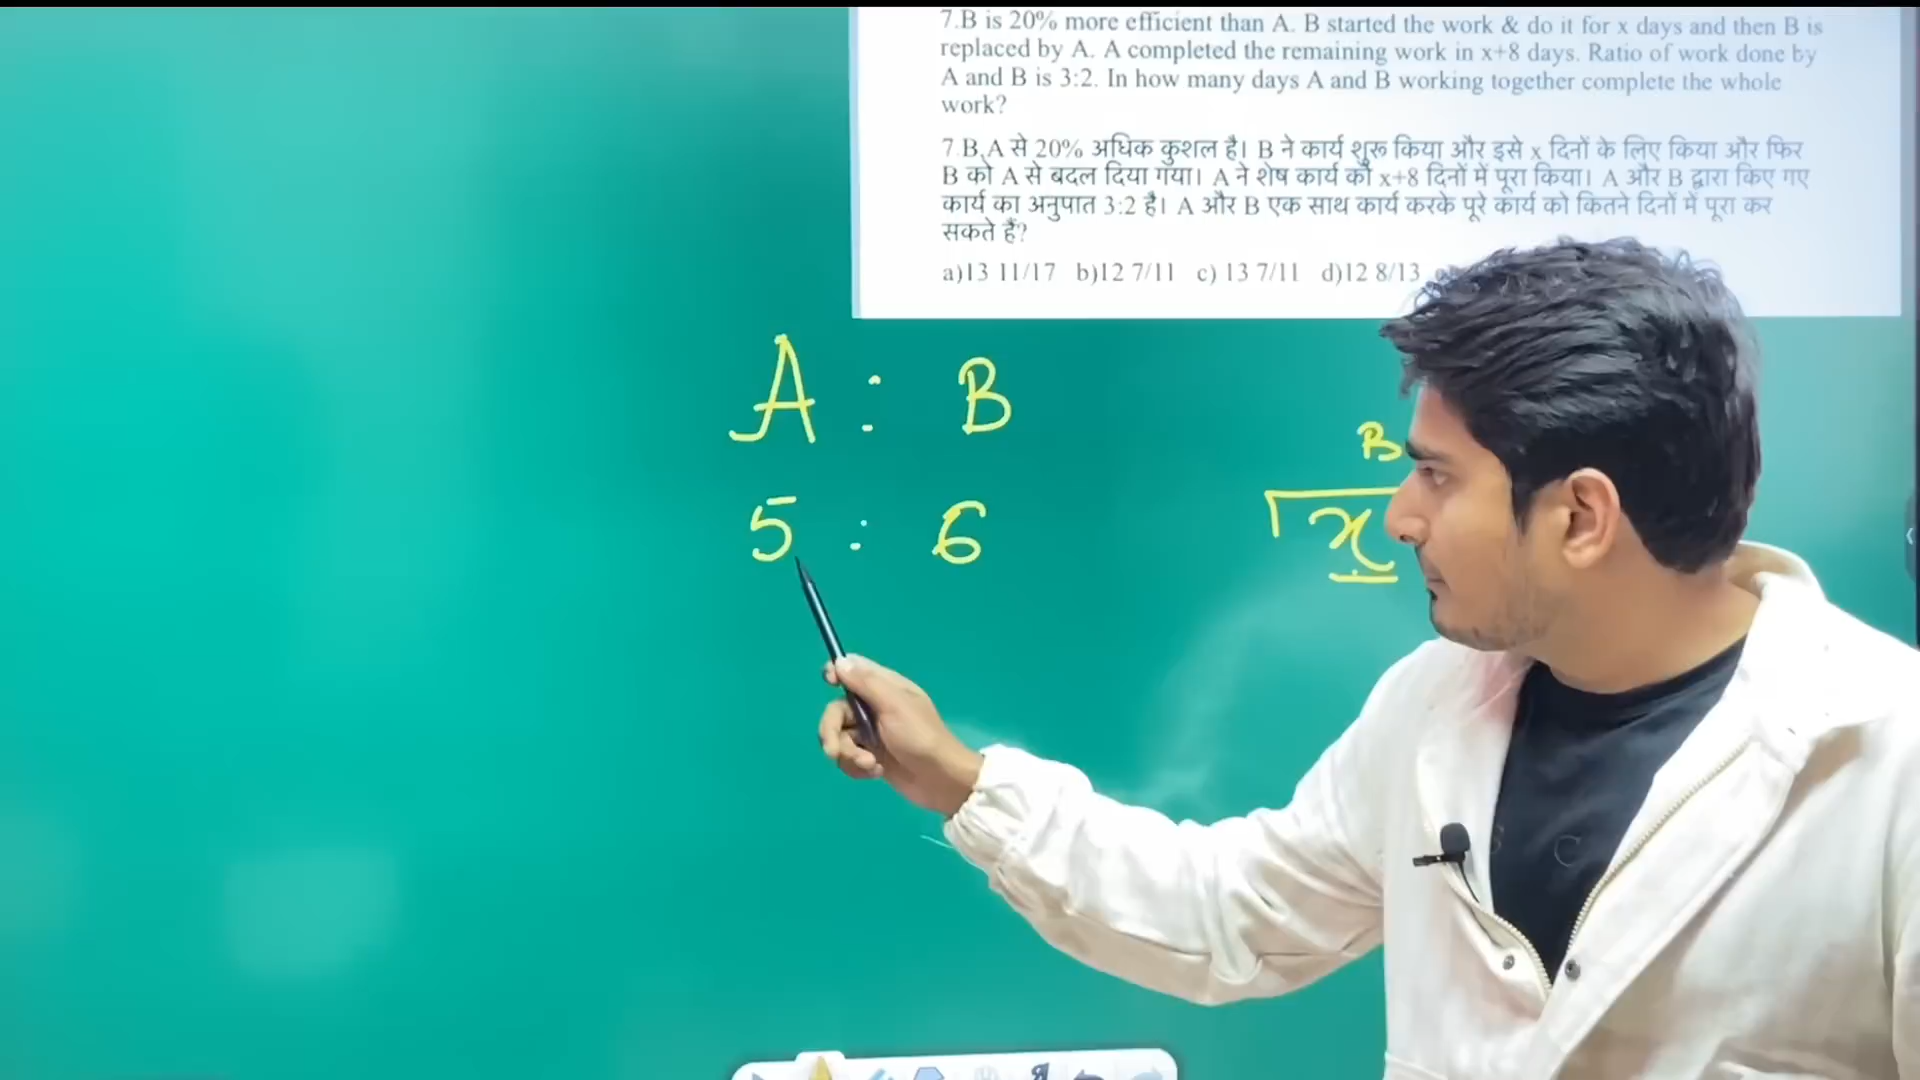 7.B is 20% more efficient than A. B started the work & do it for x days and then B is
replaced by A. A completed the remaining work in x+8 days. Ratio of work done by
A and B is 3:2. In how many days A and B working together complete the whole
work?
7.B,A से 20% अधिक कुशल है। B ने कार्य शुरू किया और इसे x दिनों के लिए किया और फिर
B को A से बदल दिया गया। A ने शेष कार्य को x+8 दिनों में पूरा किया। A और B द्वारा किए गए
कार्य का अनुपात 3:2 है। A और B एक साथ कार्य करके पूरे कार्य को कितने दिनों में पूरा कर
सकते हैं?
a)13 11/17 b)12 7/11 c) 13 7/11 d)12 8/13
A : B
5 : 6
B
x